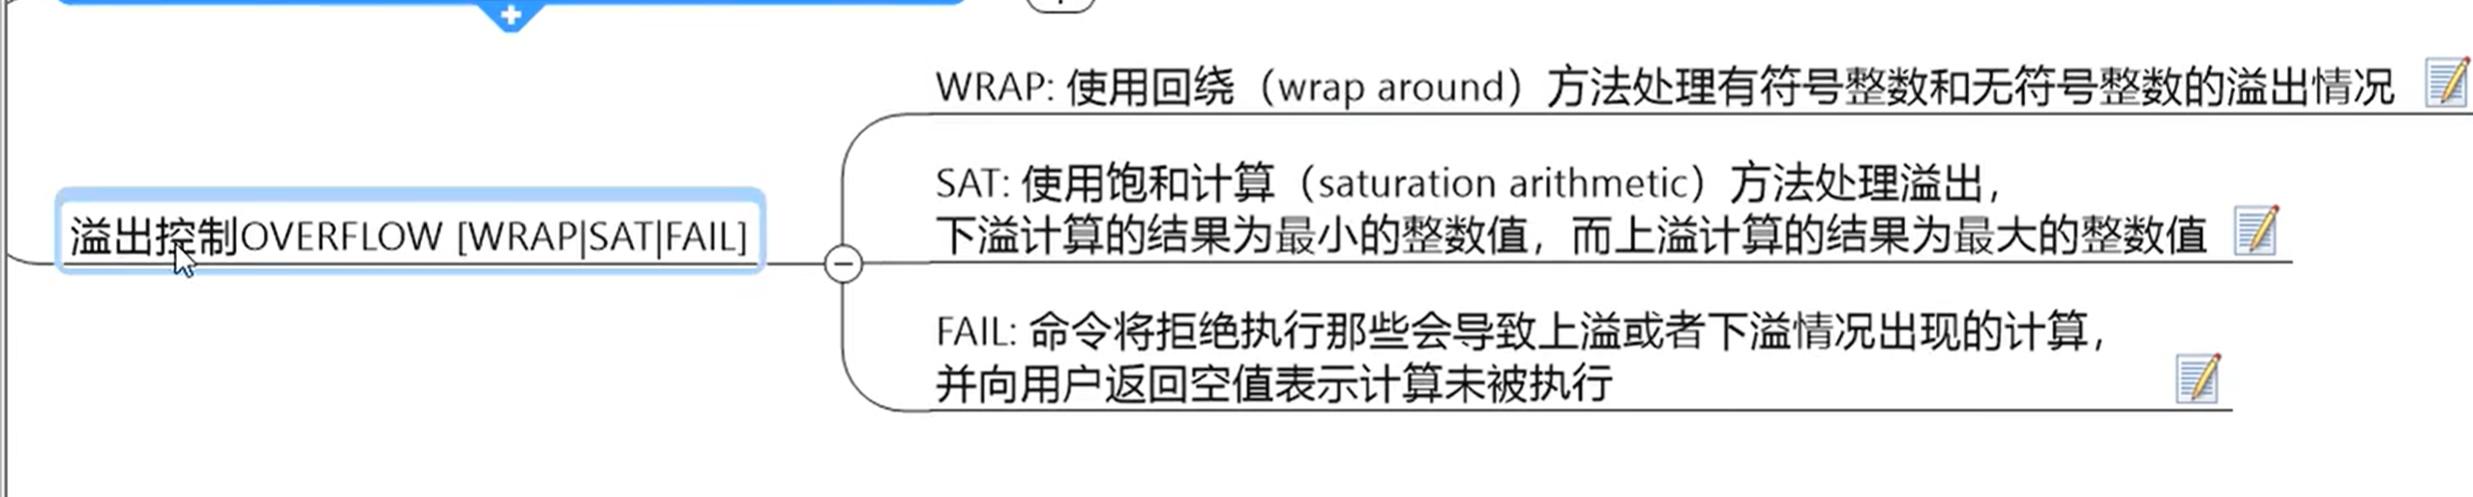 WRAP: 使用回绕（wrap around）方法处理有符号整数和无符号整数的溢出情况
SAT: 使用饱和计算（saturation arithmetic）方法处理溢出，
下溢计算的结果为最小的整数值，而上溢计算的结果为最大的整数值
溢出控制OVERFLOW [WRAP|SAT|FAIL]
FAIL: 命令将拒绝执行那些会导致上溢或者下溢情况出现的计算，
并向用户返回空值表示计算未被执行